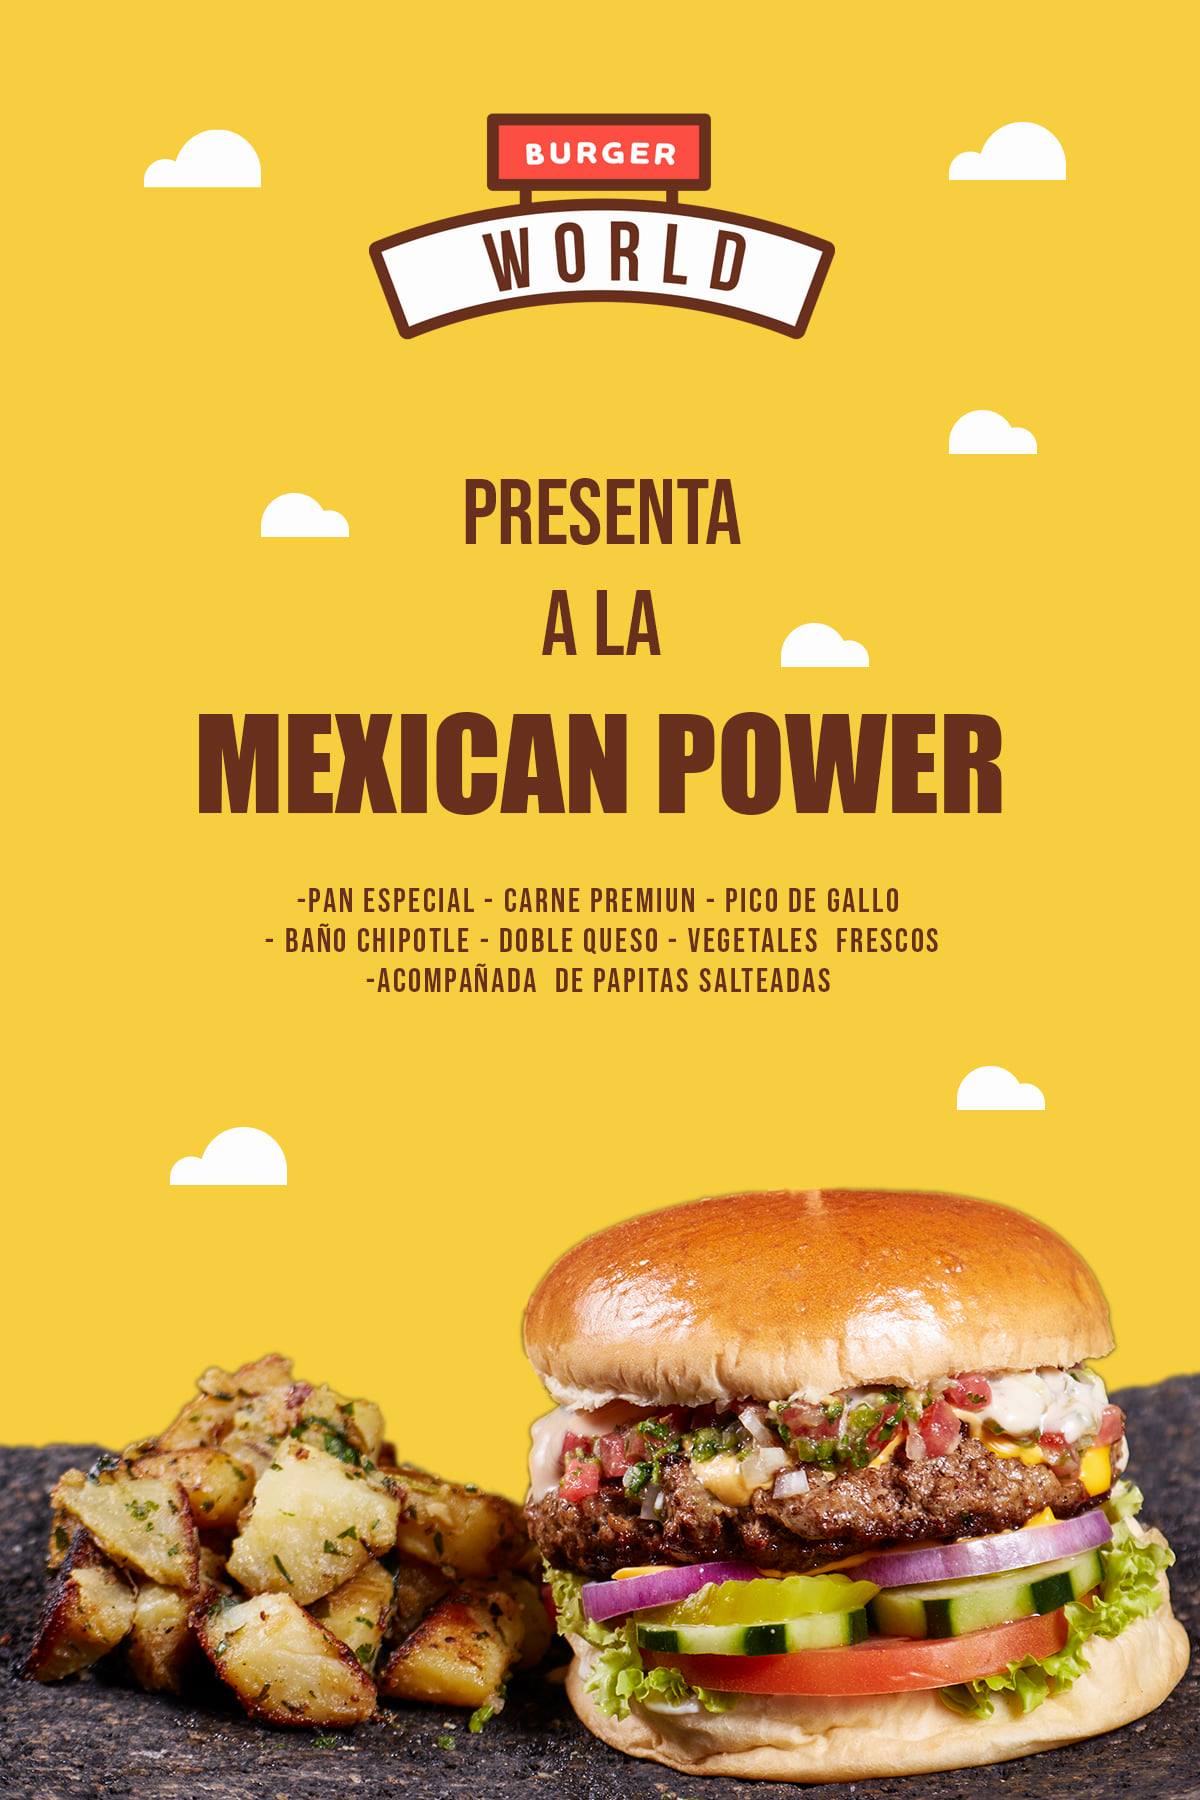 BURGER
WORLD
PRESENTA
A LA
MEXICAN POWER
-PAN ESPECIAL - CARNE PREMIUN - PICO DE GALLO
- BAÑO CHIPOTLE - DOBLE QUESO - VEGETALES  FRESCOS
-ACOMPAÑADA  DE PAPITAS SALTEADAS